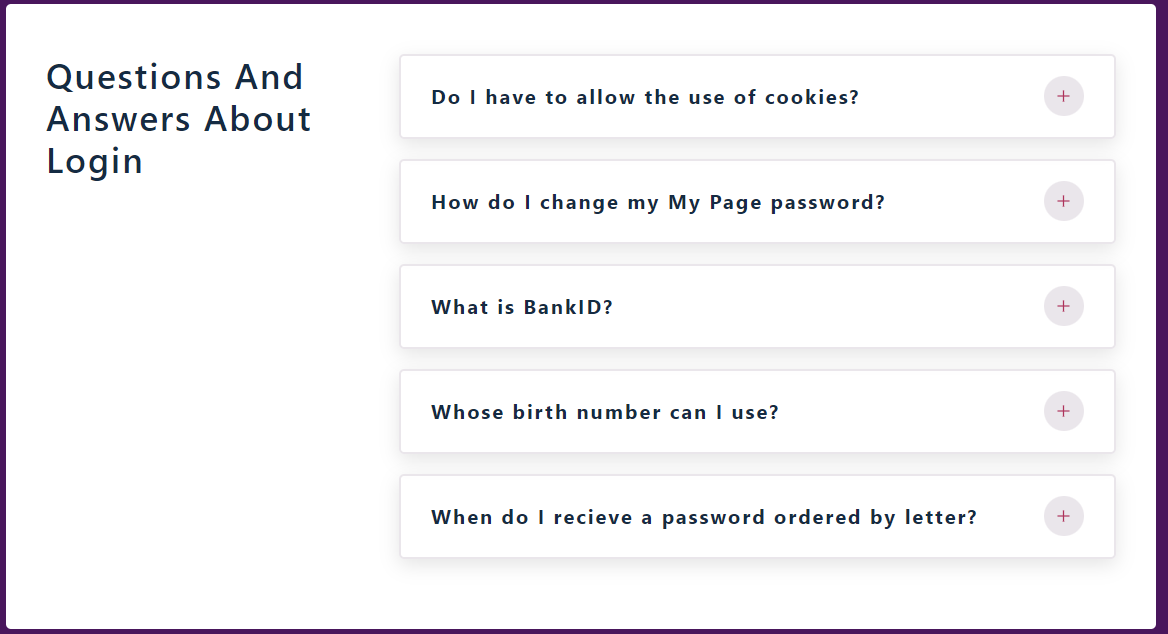 Questions And
Answers About
Login
Do I have to allow the use of cookies?
How do I change my My Page password?
What is BankID?
Whose birth number can I use?
When do I recieve a password ordered by letter?